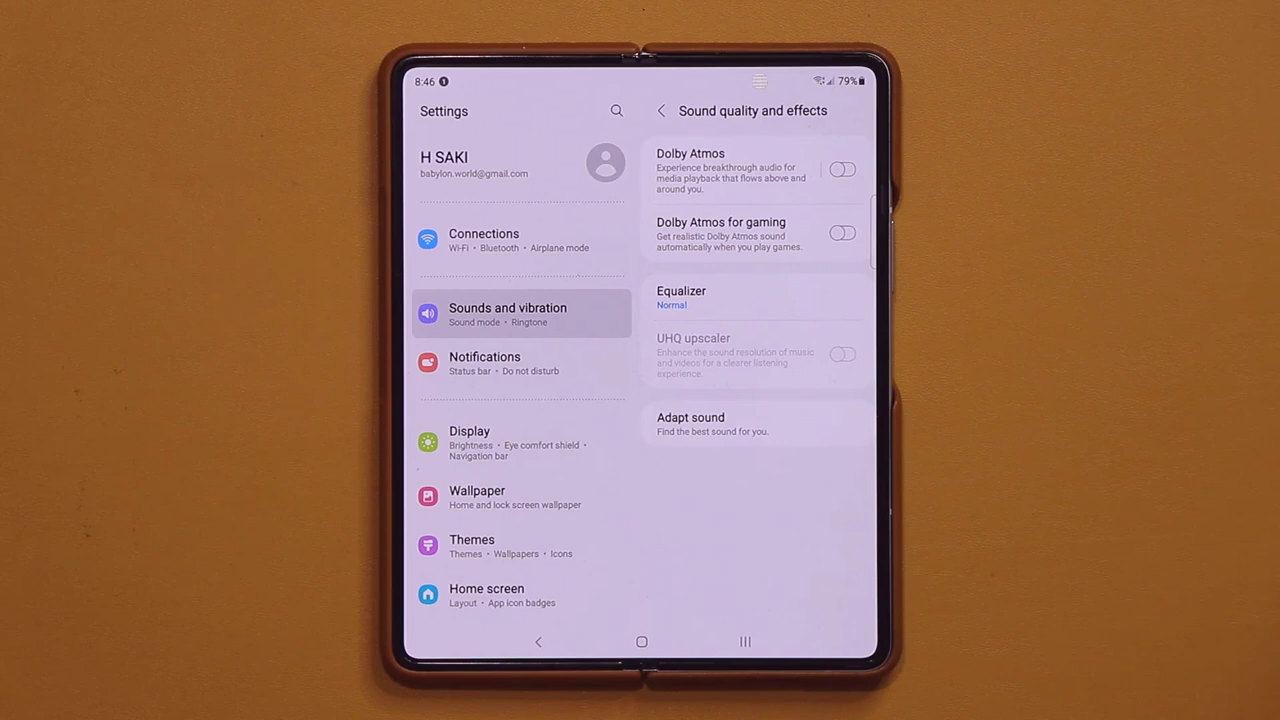 8:46
79%
Settings
H SAKI
babylon.world@gmail.com
Connections
Wi-Fi • Bluetooth • Airplane mode
Sounds and vibration
Sound mode • Ringtone
Notifications
Status bar • Do not disturb
Display
Brightness • Eye comfort shield •
Navigation bar
Wallpaper
Home and lock screen wallpaper
Themes
Themes • Wallpapers • Icons
Home screen
Layout • App icon badges
Sound quality and effects
Dolby Atmos
Experience breakthrough audio for
media playback that flows above and
around you.
Dolby Atmos for gaming
Get realistic Dolby Atmos sound
automatically when you play games.
Equalizer
Normal
UHQ upscaler
Enhance the sound resolution of music
and videos for a clearer listening
experience.
Adapt sound
Find the best sound for you.